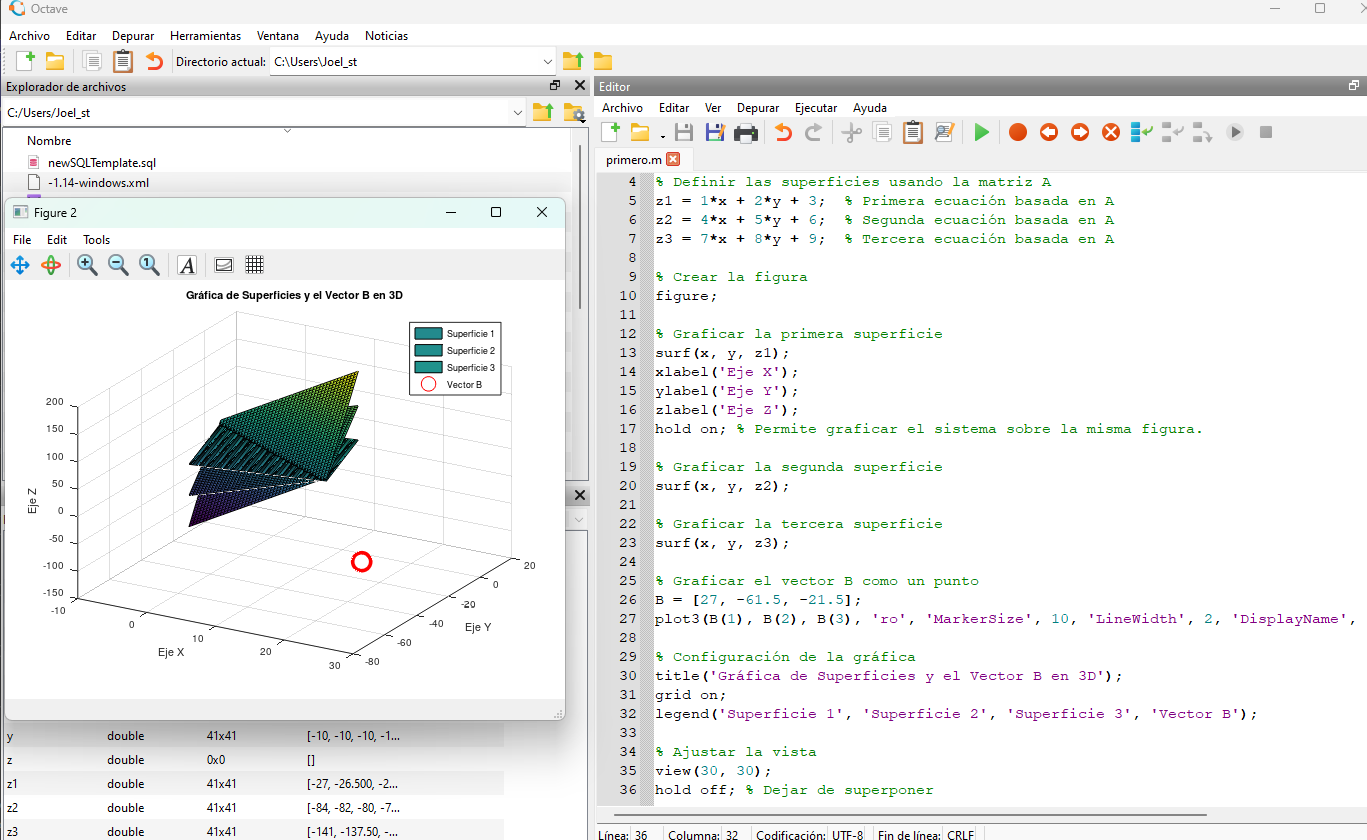 Octave
Archivo Editar Depurar Herramientas Ventana Ayuda Noticias
Directorio actual: C:\Users\Joel_st
Explorador de archivos
C:/Users/Joel_st
Nombre
newSQLTemplate.sql
-1.14-windows.xml
Figure 2
File Edit Tools
Gráfica de Superficies y el Vector B en 3D
Superficie 1
Superficie 2
Superficie 3
Vector B
200
150
100
50
0
-50
-100
-150
Eje Z
-10
0
10
20
30
Eje X
-80
-60
-40
-20
0
20
Eje Y
y double 41x41 [-10, -10, -10, -1...
z double 0x0 []
z1 double 41x41 [-27, -26.500, -2...
z2 double 41x41 [-84, -82, -80, -7...
z3 double 41x41 [-141, -137.50, -...
Editor
Archivo Editar Ver Depurar Ejecutar Ayuda
primero.m
4 % Definir las superficies usando la matriz A
5 z1 = 1*x + 2*y + 3; % Primera ecuación basada en A
6 z2 = 4*x + 5*y + 6; % Segunda ecuación basada en A
7 z3 = 7*x + 8*y + 9; % Tercera ecuación basada en A
8
9 % Crear la figura
10 figure;
11
12 % Graficar la primera superficie
13 surf(x, y, z1);
14 xlabel('Eje X');
15 ylabel('Eje Y');
16 zlabel('Eje Z');
17 hold on; % Permite graficar el sistema sobre la misma figura.
18
19 % Graficar la segunda superficie
20 surf(x, y, z2);
21
22 % Graficar la tercera superficie
23 surf(x, y, z3);
24
25 % Graficar el vector B como un punto
26 B = [27, -61.5, -21.5];
27 plot3(B(1), B(2), B(3), 'ro', 'MarkerSize', 10, 'LineWidth', 2, 'DisplayName',
28
29 % Configuración de la gráfica
30 title('Gráfica de Superficies y el Vector B en 3D');
31 grid on;
32 legend('Superficie 1', 'Superficie 2', 'Superficie 3', 'Vector B');
33
34 % Ajustar la vista
35 view(30, 30);
36 hold off; % Dejar de superponer
Línea: 36 Columna: 32 Codificación: UTF-8 Fin de línea: CRLF